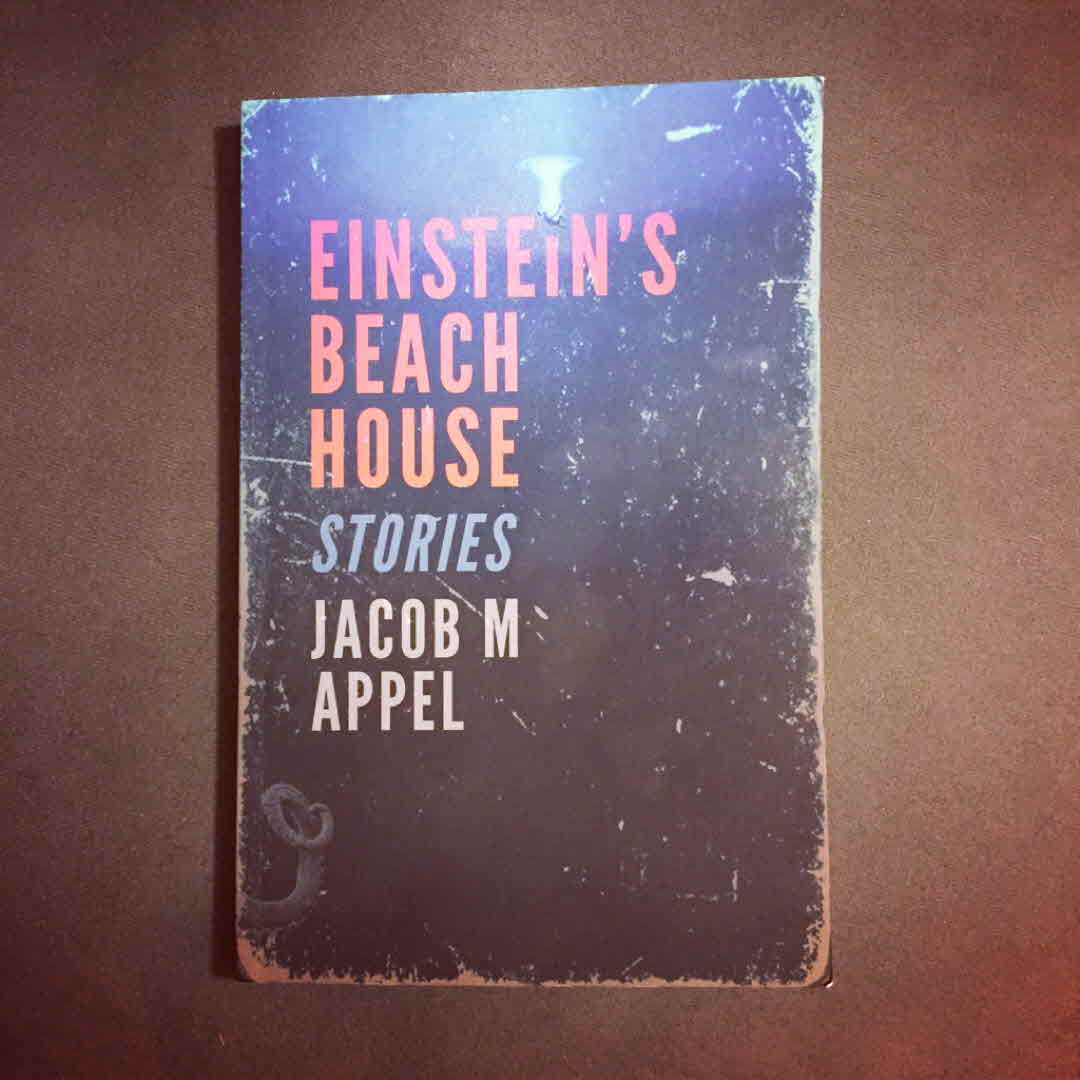 EINSTEIN'S
BEACH
HOUSE
STORIES
JACOB M
APPEL